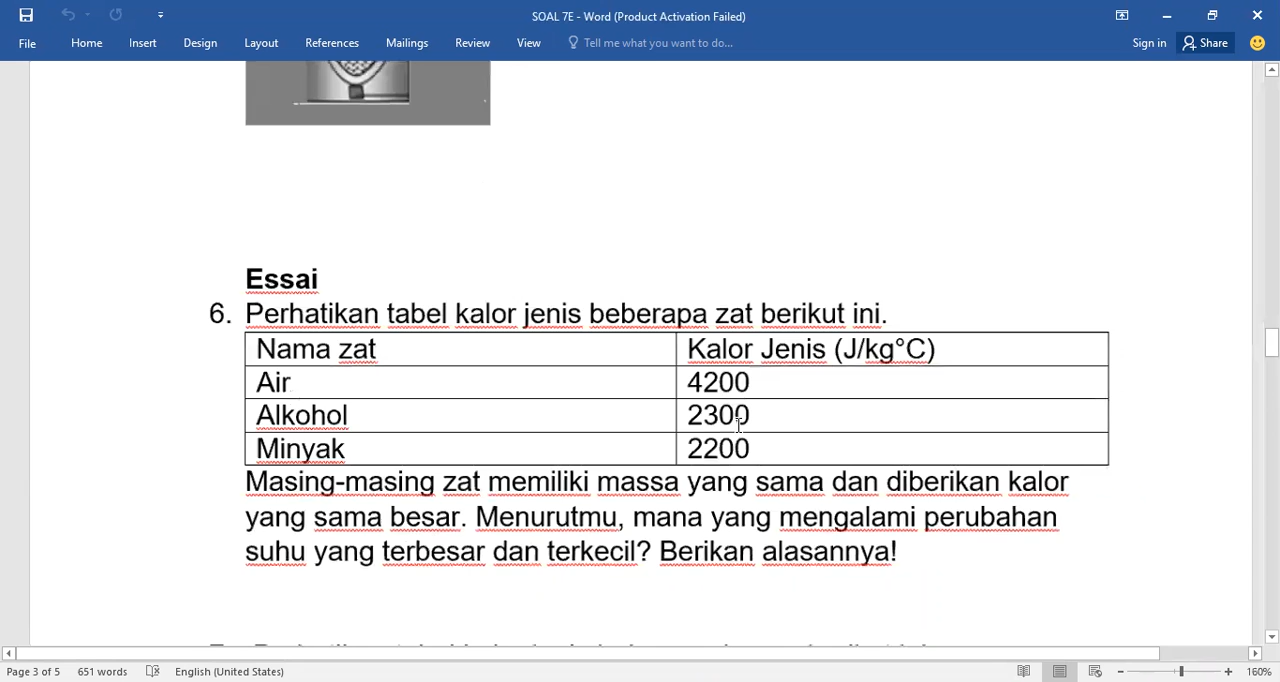 SOAL 7E - Word (Product Activation Failed)
File Home Insert Design Layout References Mailings Review View Tell me what you want to do... Sign in Share
Essai
6. Perhatikan tabel kalor jenis beberapa zat berikut ini.
Nama zat Kalor Jenis (J/kg°C)
Air 4200
Alkohol 2300
Minyak 2200
Masing-masing zat memiliki massa yang sama dan diberikan kalor
yang sama besar. Menurutmu, mana yang mengalami perubahan
suhu yang terbesar dan terkecil? Berikan alasannya!
Page 3 of 5 651 words English (United States) 160%